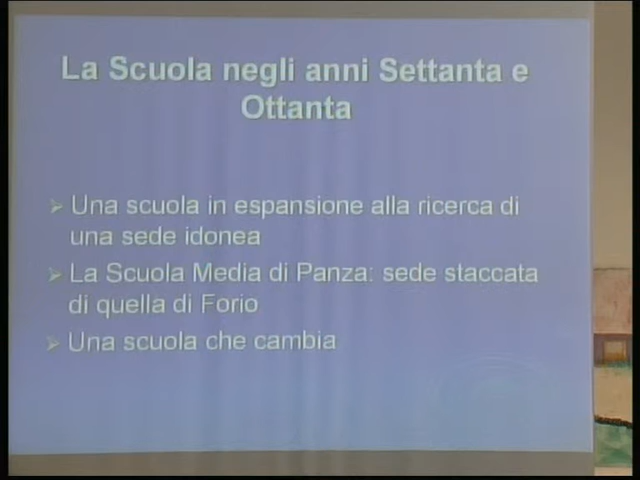 La Scuola negli anni Settanta e
Ottanta
Una scuola in espansione alla ricerca di
una sede idonea
La Scuola Media di Panza: sede staccata
di quella di Forio
Una scuola che cambia